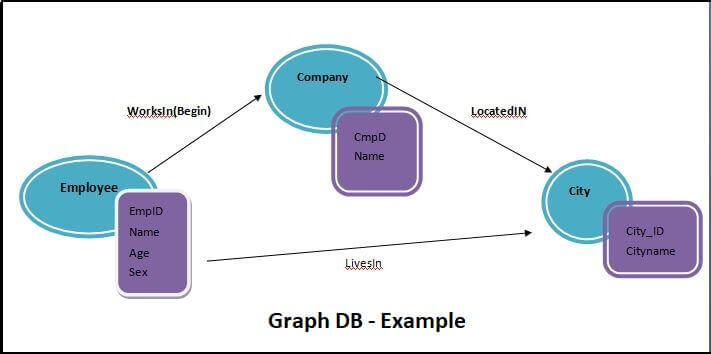 Company
WorksIn(Begin)
LocatedIN
CmpD
Name
Employee
City
EmpID
Name
Age
Sex
City_ID
Cityname
LivesIn
Graph DB - Example